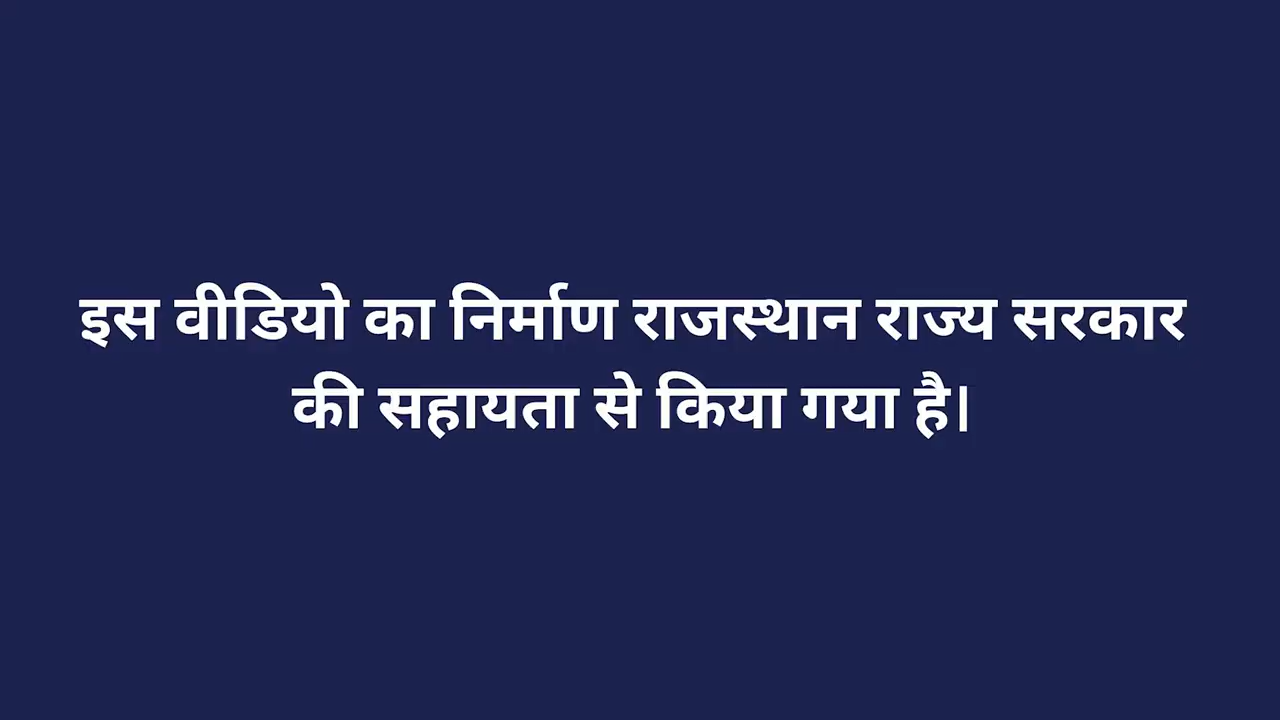 इस वीडियो का निर्माण राजस्थान राज्य सरकार
की सहायता से किया गया है।